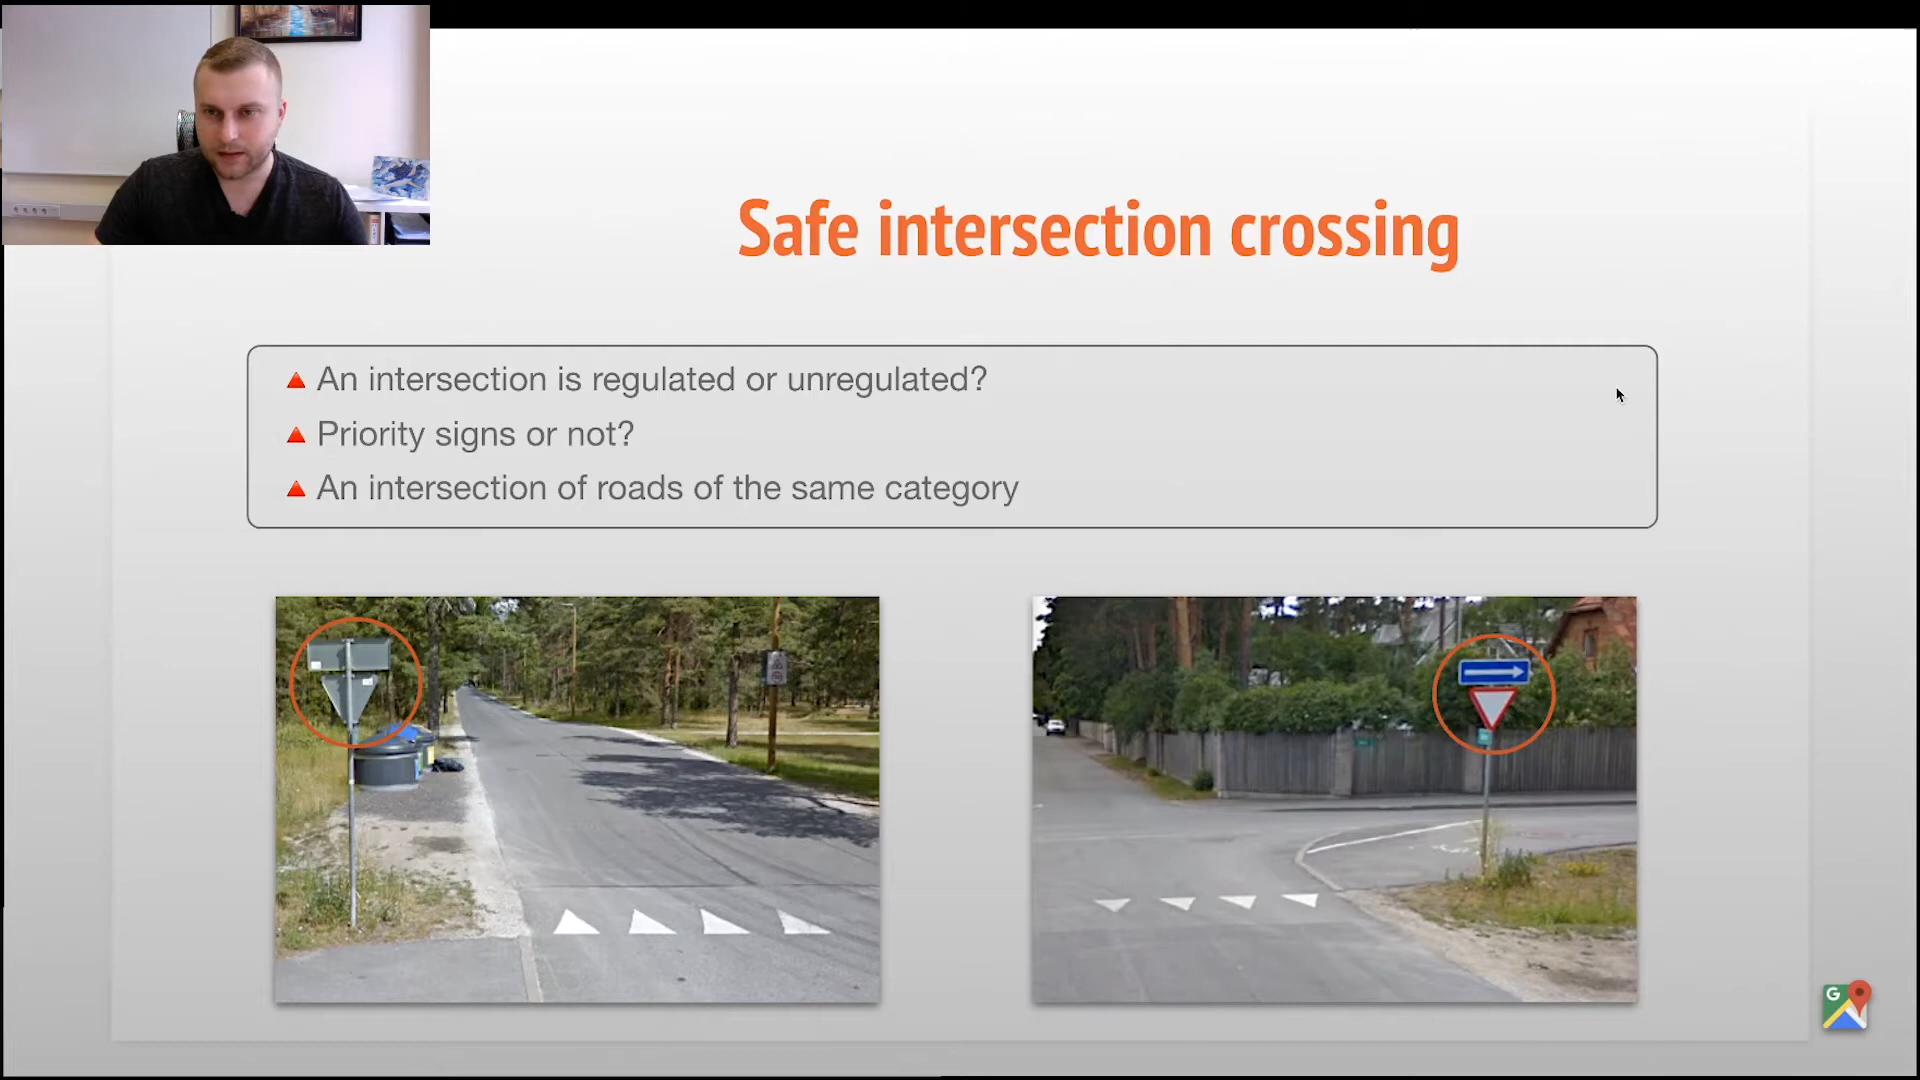 Safe intersection crossing
An intersection is regulated or unregulated?
Priority signs or not?
An intersection of roads of the same category
G